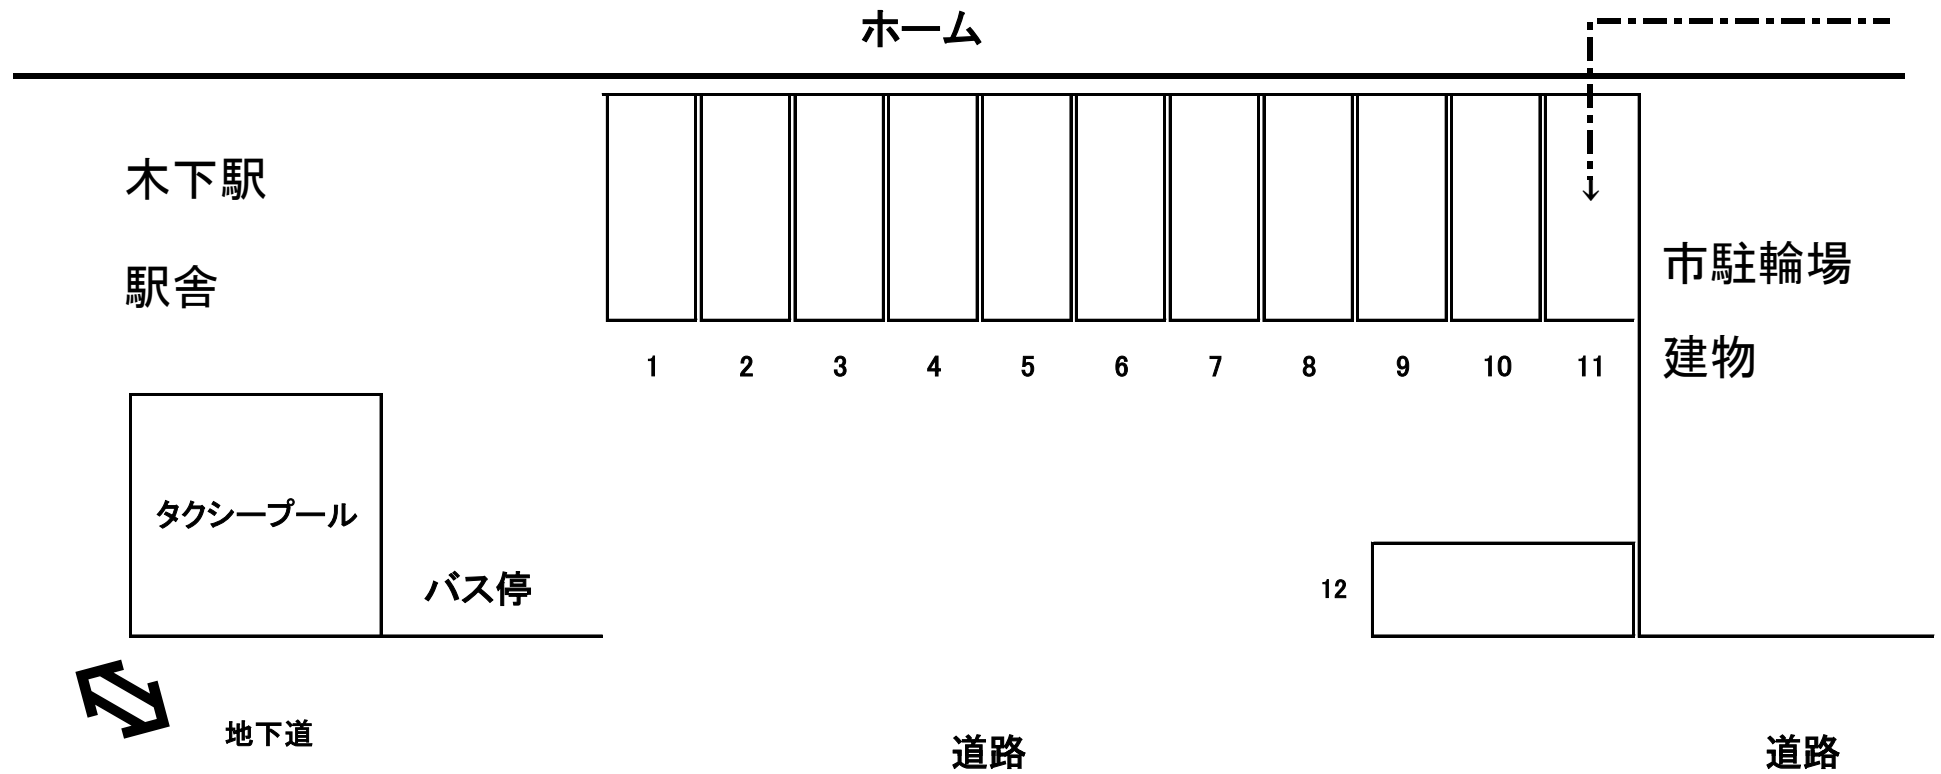 ホーム
木下駅
駅舎
市駐輪場
建物
1 2 3 4 5 6 7 8 9 10 11
タクシープール
バス停
12
地下道
道路
道路